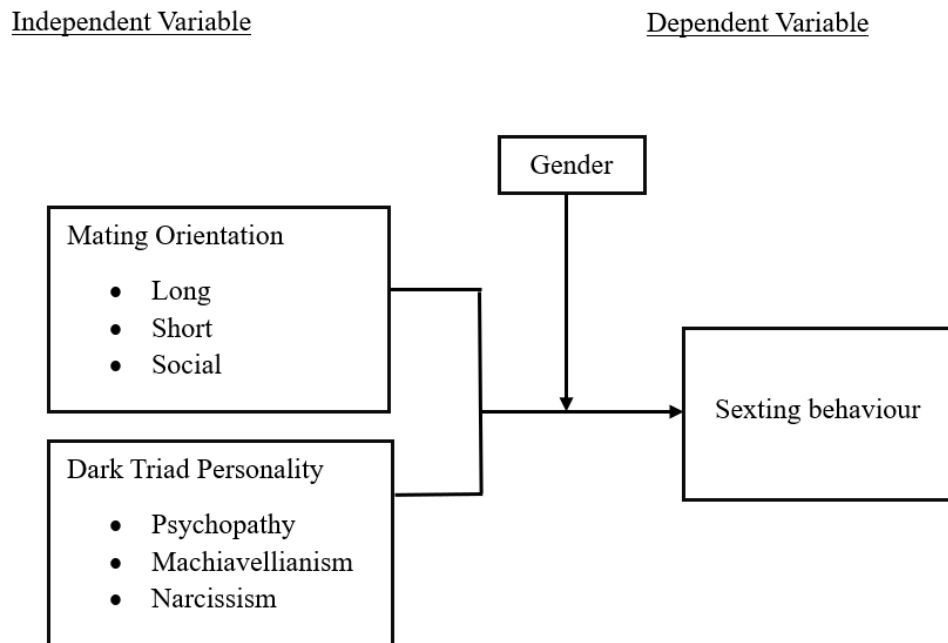 Independent Variable
Dependent Variable
Gender
Mating Orientation
• Long
• Short
• Social
Sexting behaviour
Dark Triad Personality
• Psychopathy
• Machiavellianism
• Narcissism